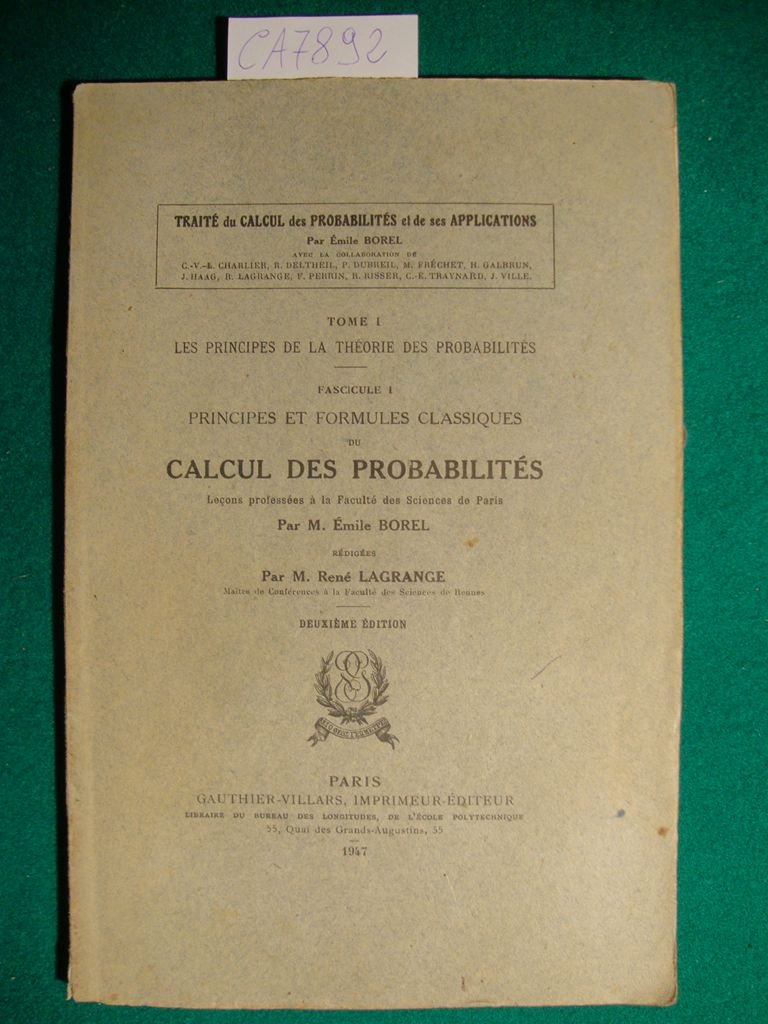 CA7892
TRAITÉ du CALCUL des PROBABILITÉS et de ses APPLICATIONS
Par Émile BOREL
AVEC LA COLLABORATION DE
C.-V.-L. CHARLIER, R. DELTHEIL, P. DUBREIL, M. FRÉCHET, H. GALBRUN,
J. HAAG, R. LAGRANGE, F. PERRIN, R. RISSER, C.-E. TRAYNARD, J. VILLE.
TOME I
LES PRINCIPES DE LA THÉORIE DES PROBABILITÉS
FASCICULE I
PRINCIPES ET FORMULES CLASSIQUES
DU
CALCUL DES PROBABILITÉS
Leçons professées à la Faculté des Sciences de Paris
Par M. Émile BOREL
RÉDIGÉES
Par M. René LAGRANGE
Maître de Conférences à la Faculté des Sciences de Rennes
DEUXIÈME ÉDITION
PARIS
GAUTHIER-VILLARS, IMPRIMEUR-ÉDITEUR
LIBRAIRE DU BUREAU DES LONGITUDES, DE L'ÉCOLE POLYTECHNIQUE
55, Quai des Grands-Augustins, 55
1947